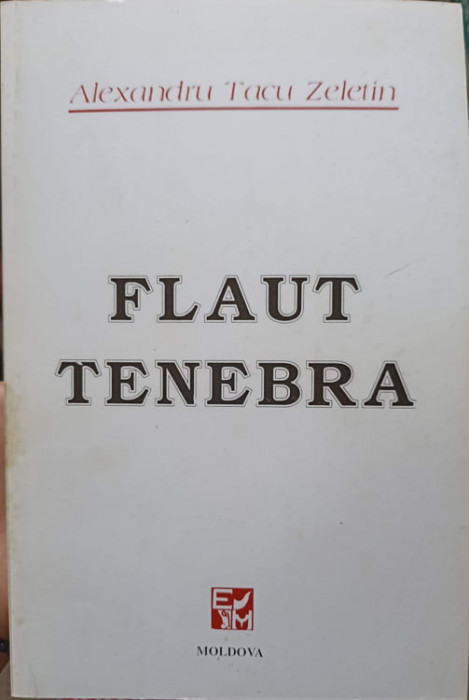 Alexandru Tacu Zeletin
FLAUT
TENEBRA
E
M
MOLDOVA